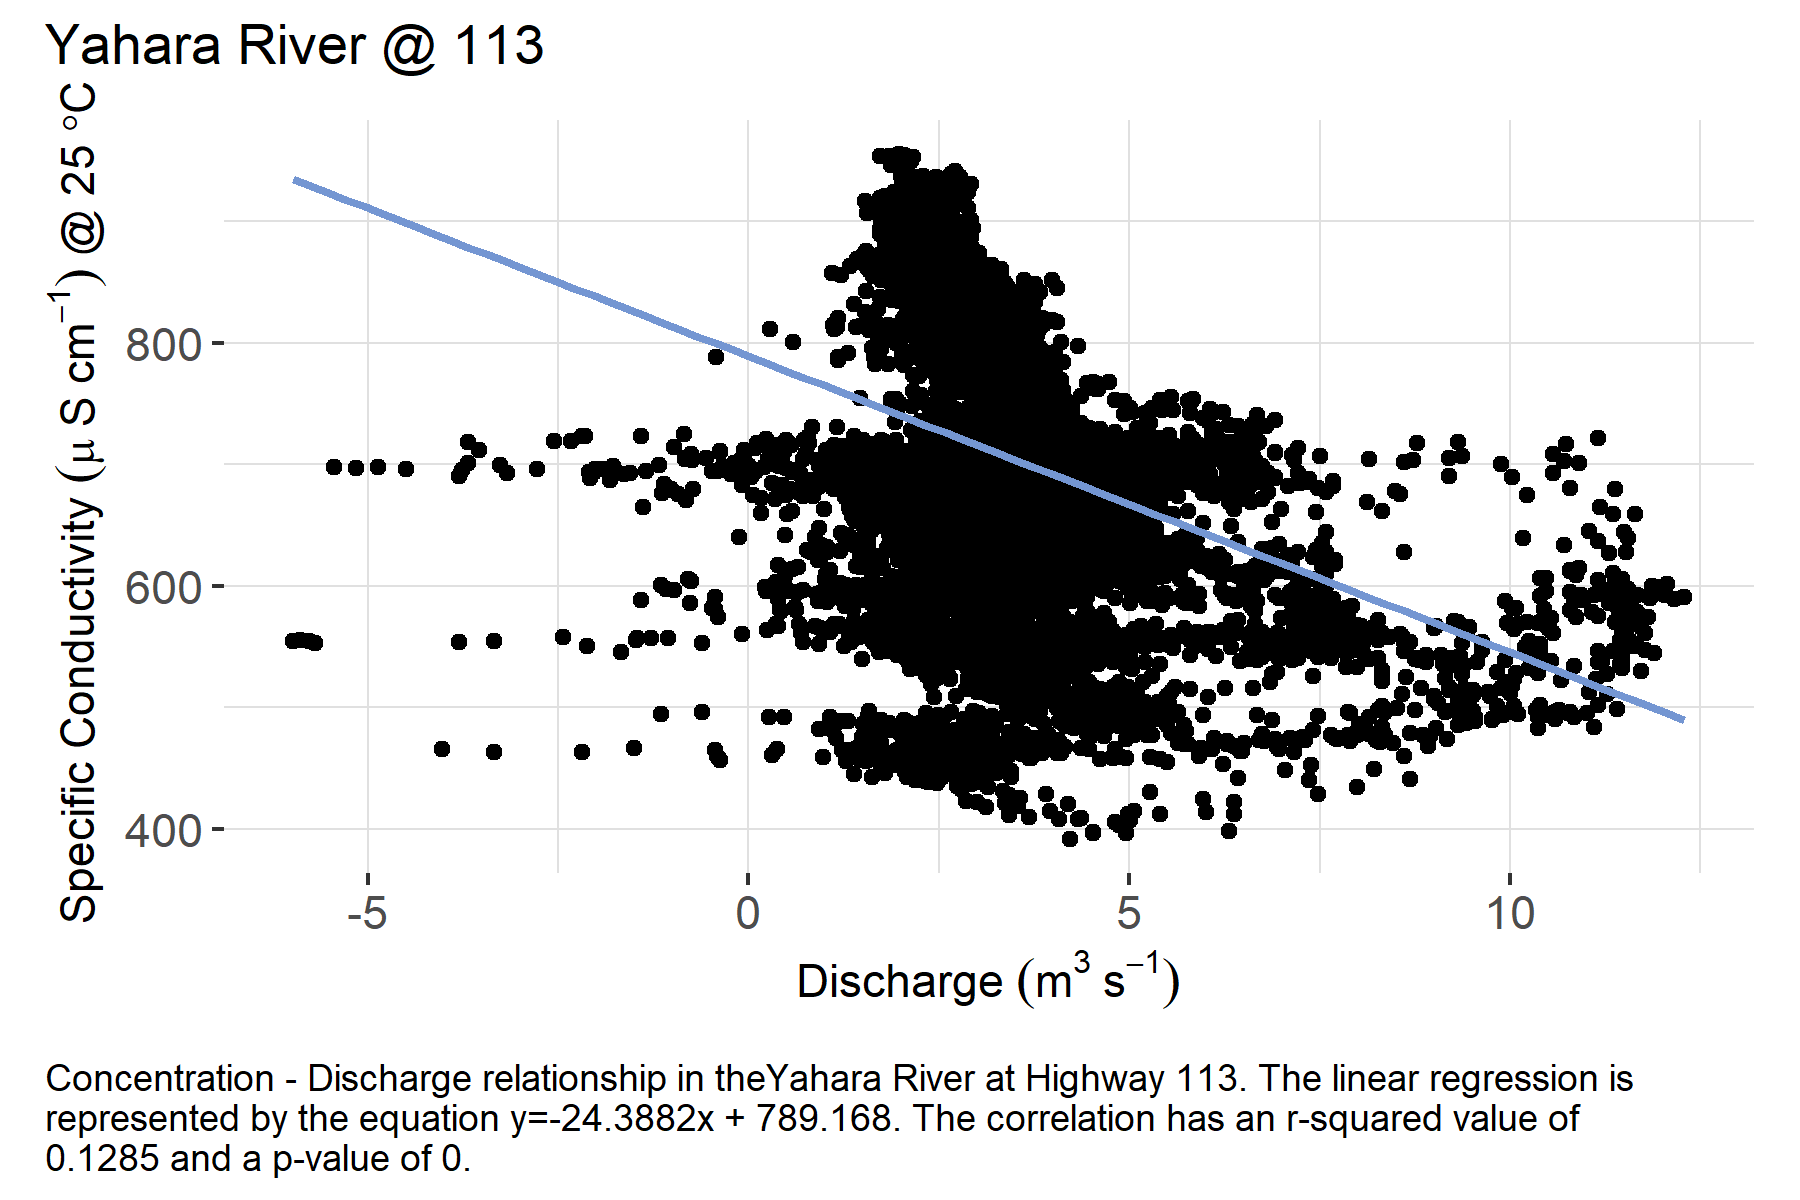 Yahara River @ 113
Specific Conductivity (μ S cm⁻¹) @ 25 °C
800
600
400
-5 0 5 10
Discharge (m³ s⁻¹)
Concentration - Discharge relationship in theYahara River at Highway 113. The linear regression is
represented by the equation y=-24.3882x + 789.168. The correlation has an r-squared value of
0.1285 and a p-value of 0.